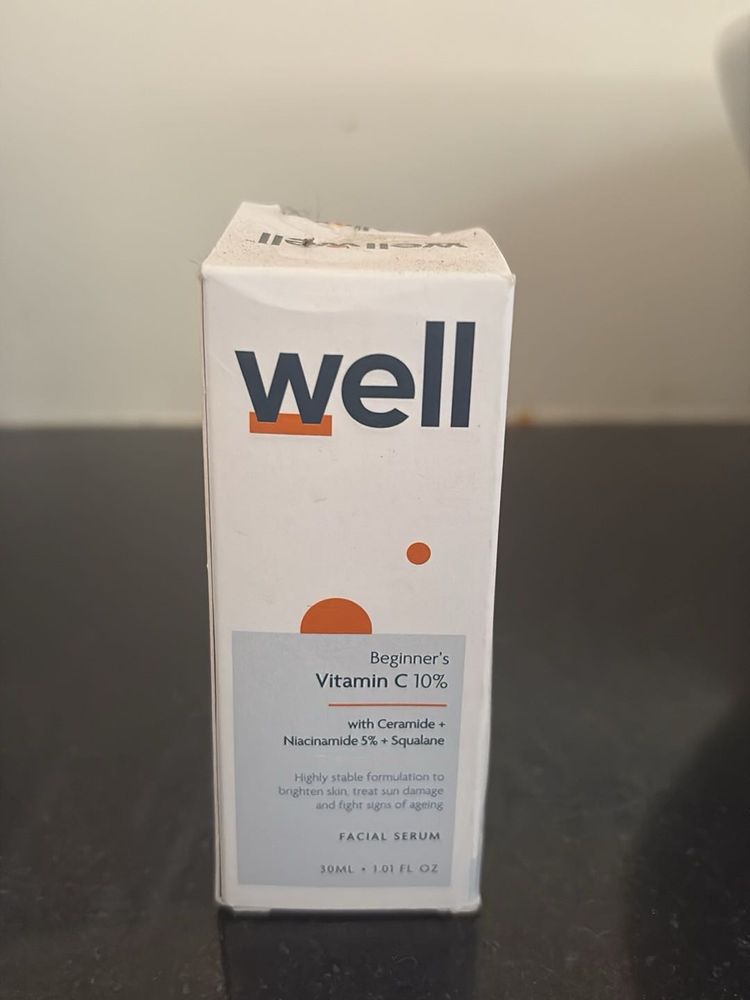 well
Beginner's
Vitamin C 10%
with Ceramide +
Niacinamide 5% + Squalane
Highly stable formulation to
brighten skin, treat sun damage
and fight signs of ageing
FACIAL SERUM
30ML • 1.01 FL OZ